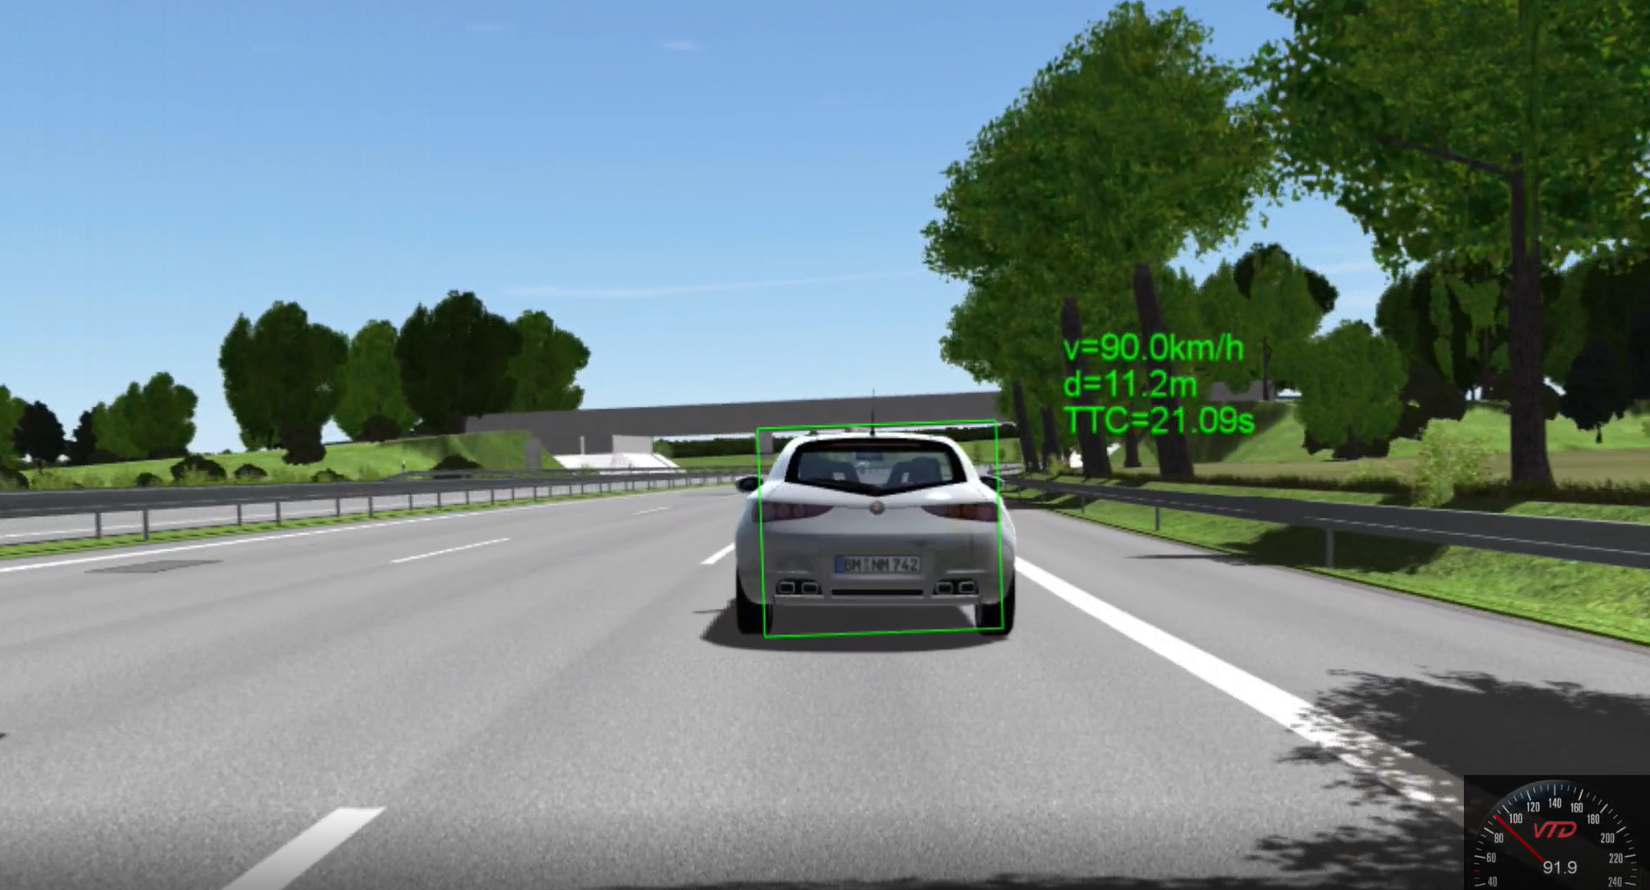 v=90.0km/h
d=11.2m
TTC=21.09s
BM NM 742
120 140 160
100 180
80 VTD 200
60 91.9 220
40 240